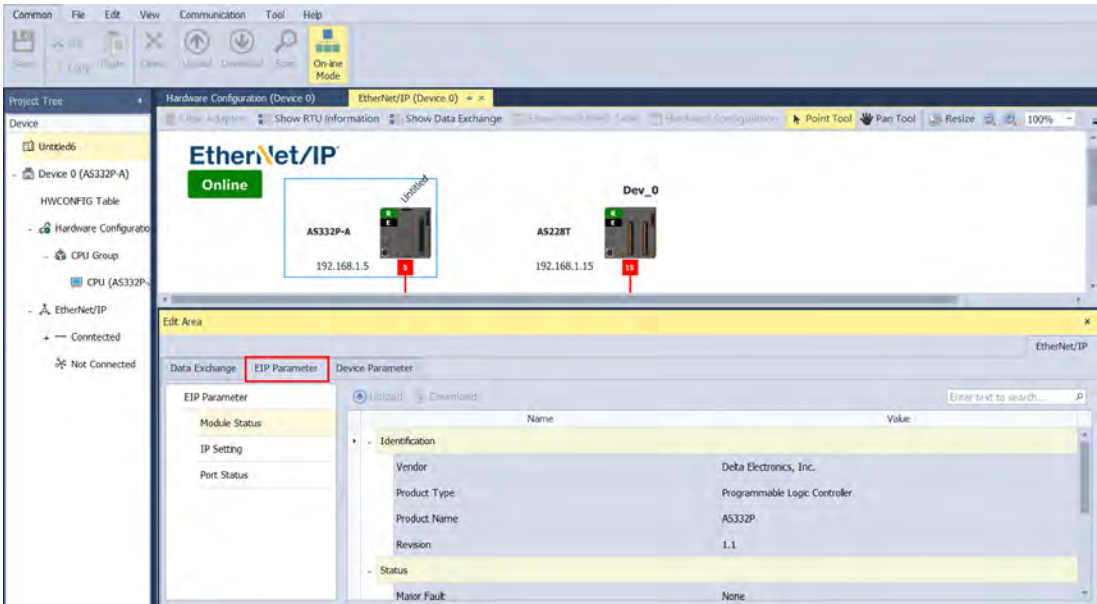 Common File Edit View Communication Tool Help
Save Cut Copy Paste Delete Upload Download Scan On-line Mode
Project Tree
Hardware Configuration (Device 0) EtherNet/IP (Device 0)
Device
Show RTU Information Show Data Exchange Point Tool Pan Tool Resize 100%
Untitled6
EtherNet/IP
Online
Untitled
Dev_0
Device 0 (AS332P-A)
HWCONFIG Table
Hardware Configuratio
CPU Group
CPU (AS332P-
EtherNet/IP
Conntected
Not Connected
R
E
AS332P-A
192.168.1.5
5
R
E
AS228T
192.168.1.15
15
Edit Area
EtherNet/IP
Data Exchange EIP Parameter Device Parameter
EIP Parameter
Module Status
IP Setting
Port Status
Upload Download Enter text to search...
Name Value
Identification
Vendor Delta Electronics, Inc.
Product Type Programmable Logic Controller
Product Name AS332P
Revision 1.1
Status
Major Fault None